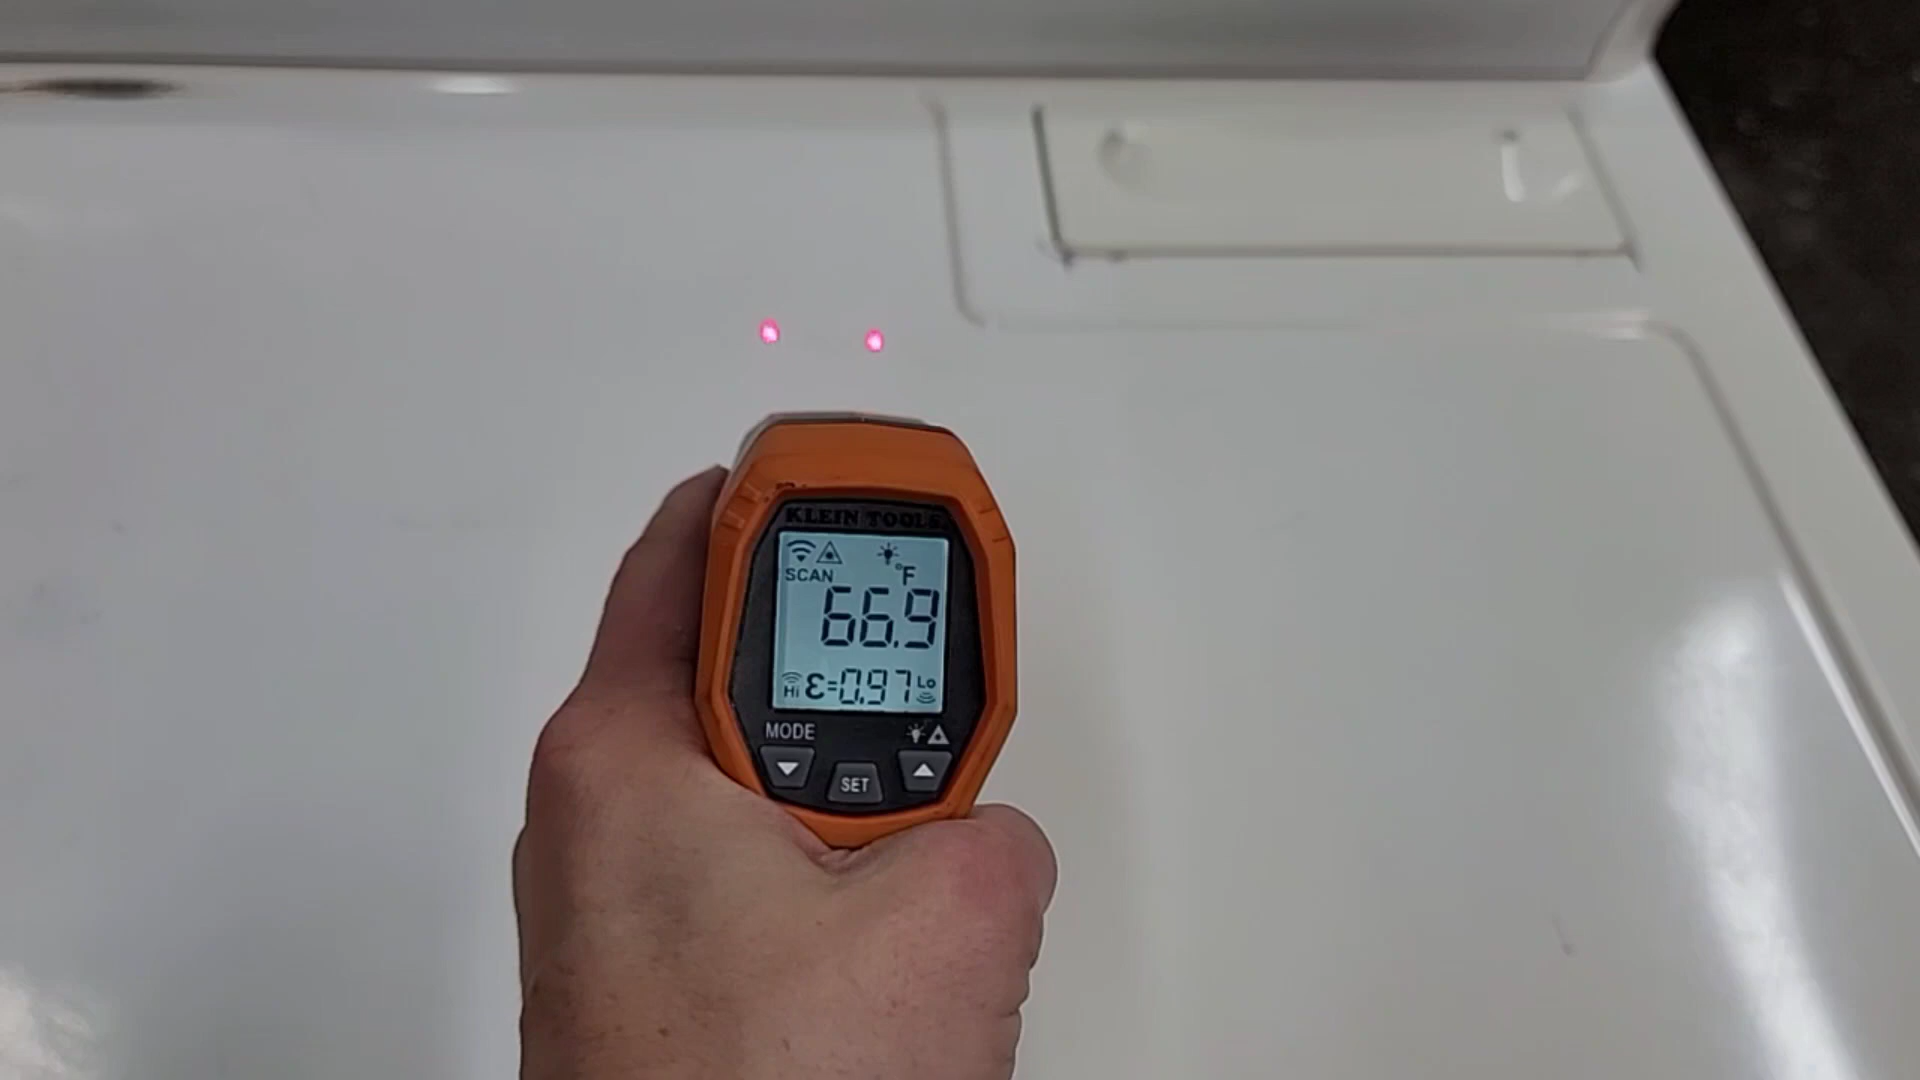 KLEIN TOOLS
SCAN °F
66.9
Hi ε=0.97 Lo
MODE
SET